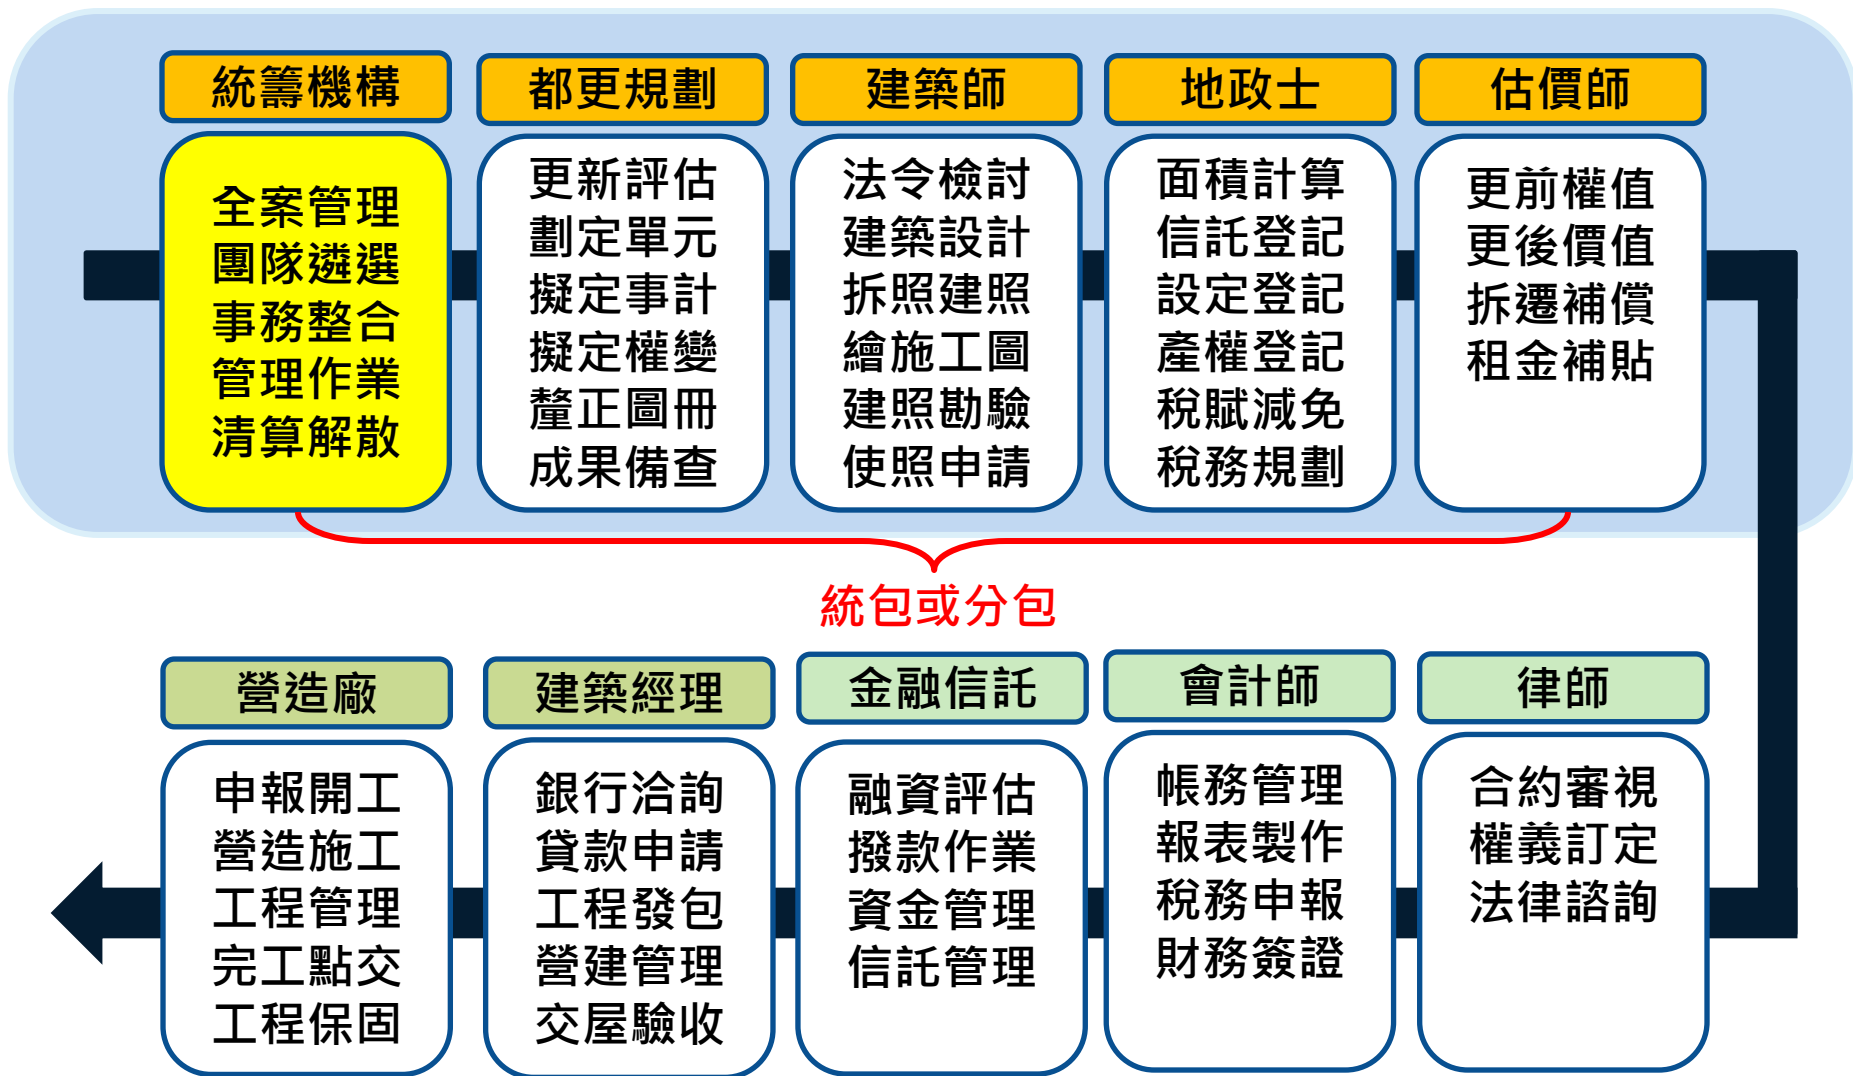 統籌機構
全案管理
團隊遴選
事務整合
管理作業
清算解散
都更規劃
更新評估
劃定單元
擬定事計
擬定權變
釐正圖冊
成果備查
建築師
法令檢討
建築設計
拆照建照
繪施工圖
建照勘驗
使照申請
地政士
面積計算
信託登記
設定登記
產權登記
稅賦減免
稅務規劃
估價師
更前權值
更後價值
拆遷補償
租金補貼
統包或分包
營造廠
申報開工
營造施工
工程管理
完工點交
工程保固
建築經理
銀行洽詢
貸款申請
工程發包
營建管理
交屋驗收
金融信託
融資評估
撥款作業
資金管理
信託管理
會計師
帳務管理
報表製作
稅務申報
財務簽證
律師
合約審視
權義訂定
法律諮詢